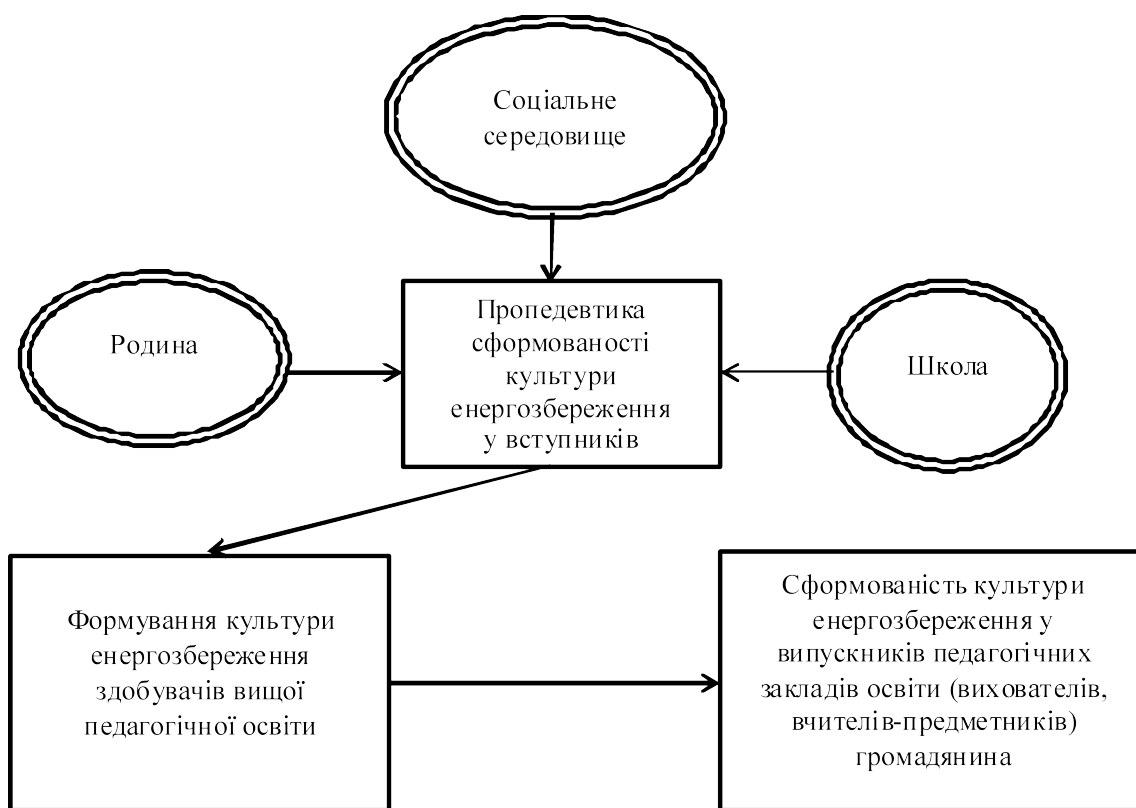 Соціальне
середовище
Родина
Пропедевтика
сформованості
культури
енергозбереження
у вступників
Школа
Формування культури
енергозбереження
здобувачів вищої
педагогічної освіти
Сформованість культури
енергозбереження у
випускників педагогічних
закладів освіти (вихователів,
вчителів-предметників)
громадянина